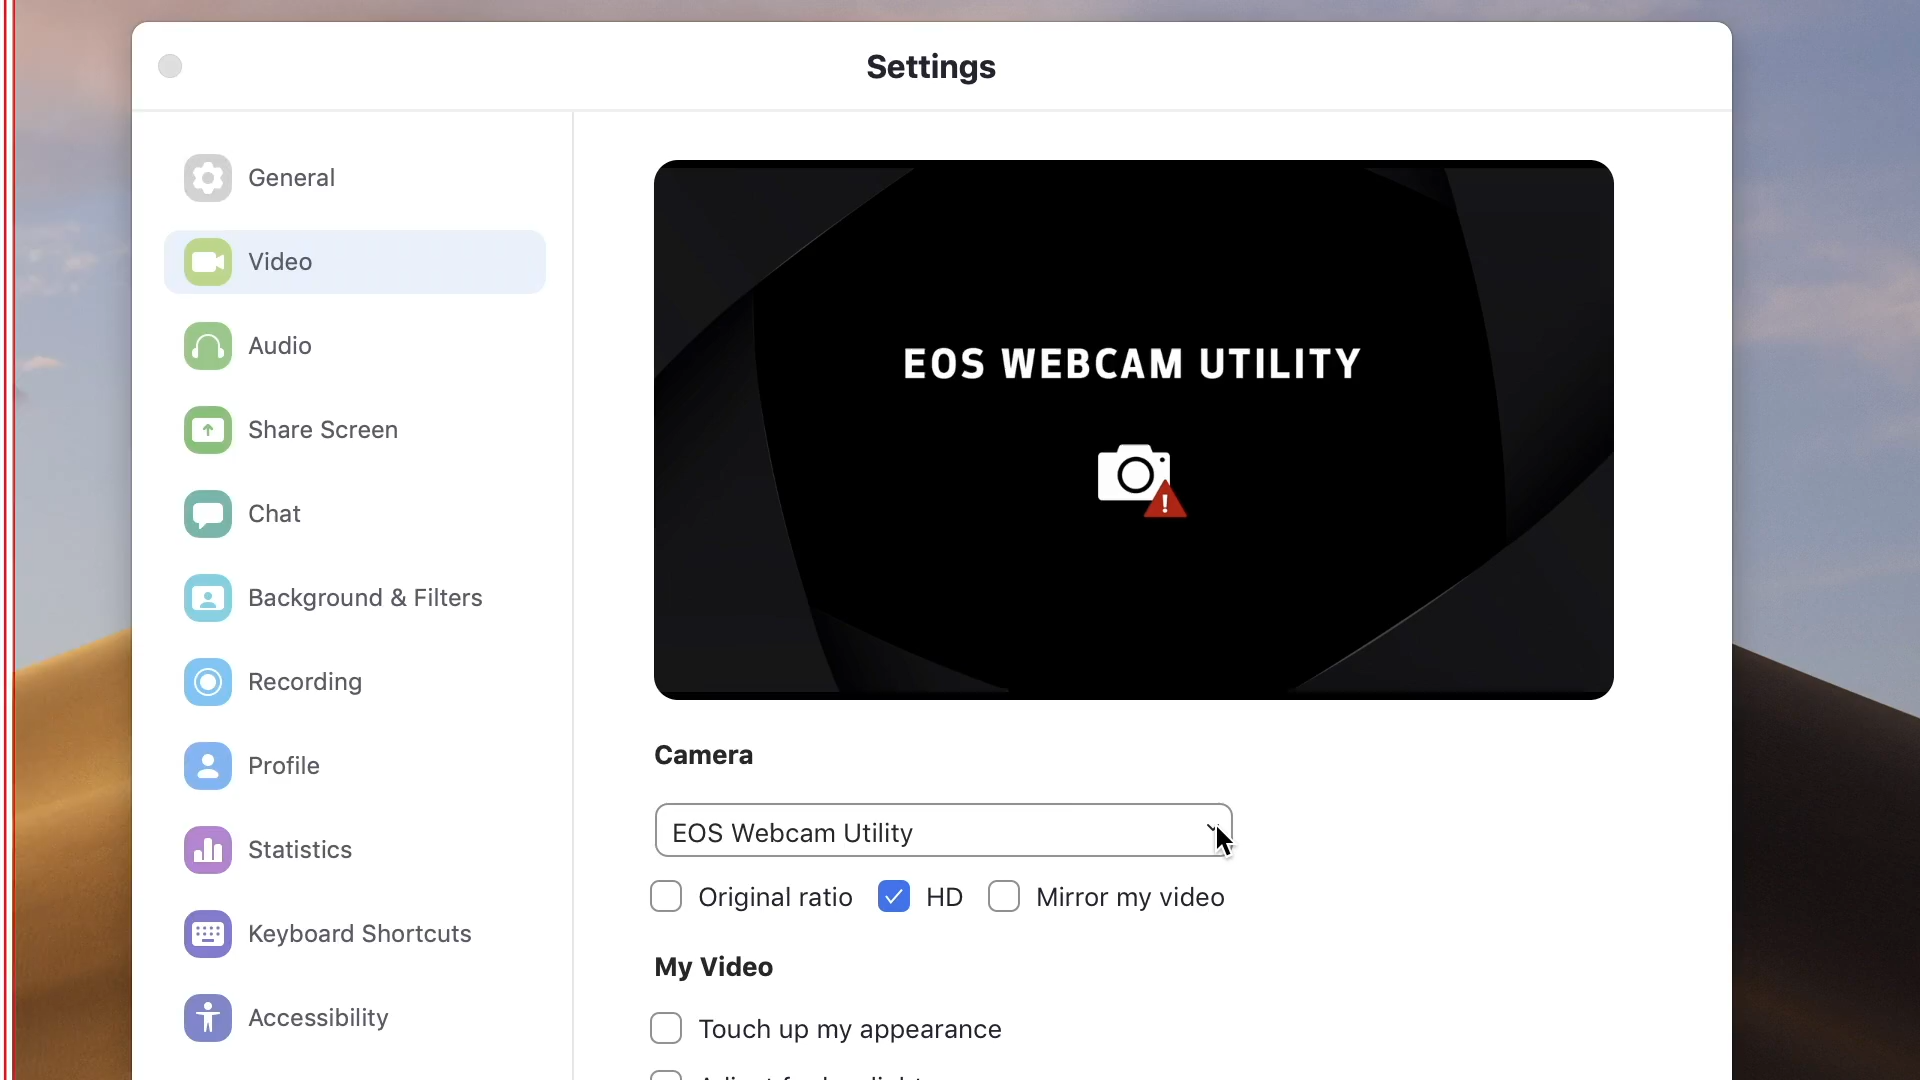 Settings
General
Video
Audio
Share Screen
Chat
Background & Filters
Recording
Profile
Statistics
Keyboard Shortcuts
Accessibility
EOS WEBCAM UTILITY
Camera
EOS Webcam Utility
Original ratio HD Mirror my video
My Video
Touch up my appearance